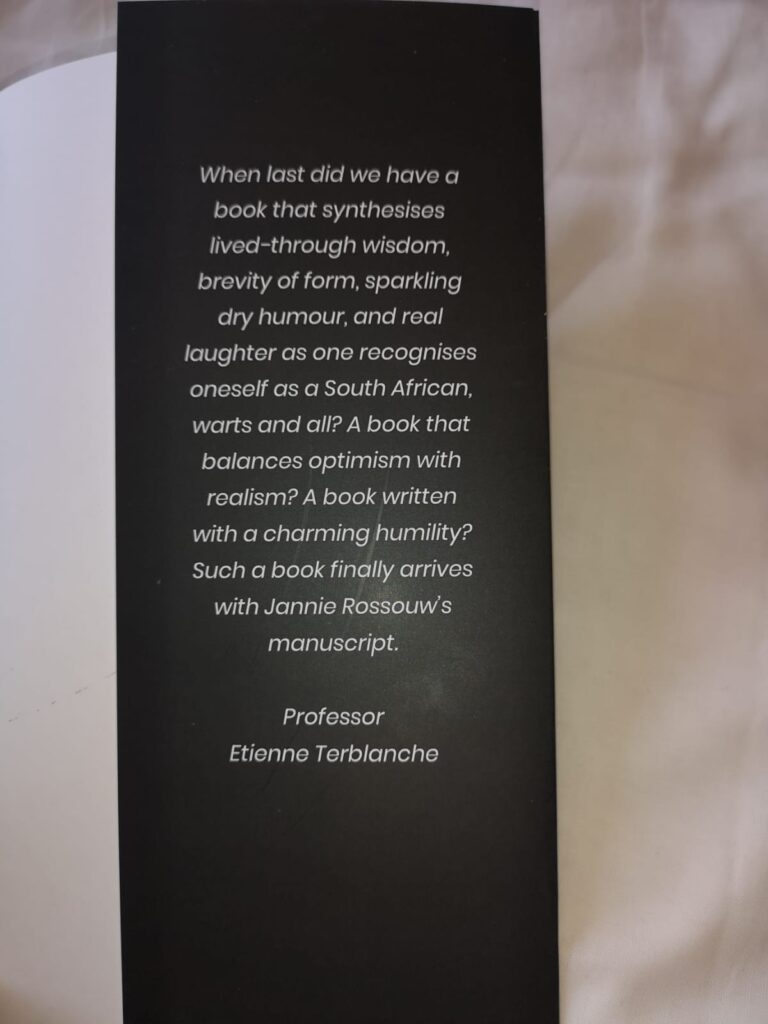 When last did we have a
book that synthesises
lived-through wisdom,
brevity of form, sparkling
dry humour, and real
laughter as one recognises
oneself as a South African,
warts and all? A book that
balances optimism with
realism? A book written
with a charming humility?
Such a book finally arrives
with Jannie Rossouw's
manuscript.
Professor
Etienne Terblanche